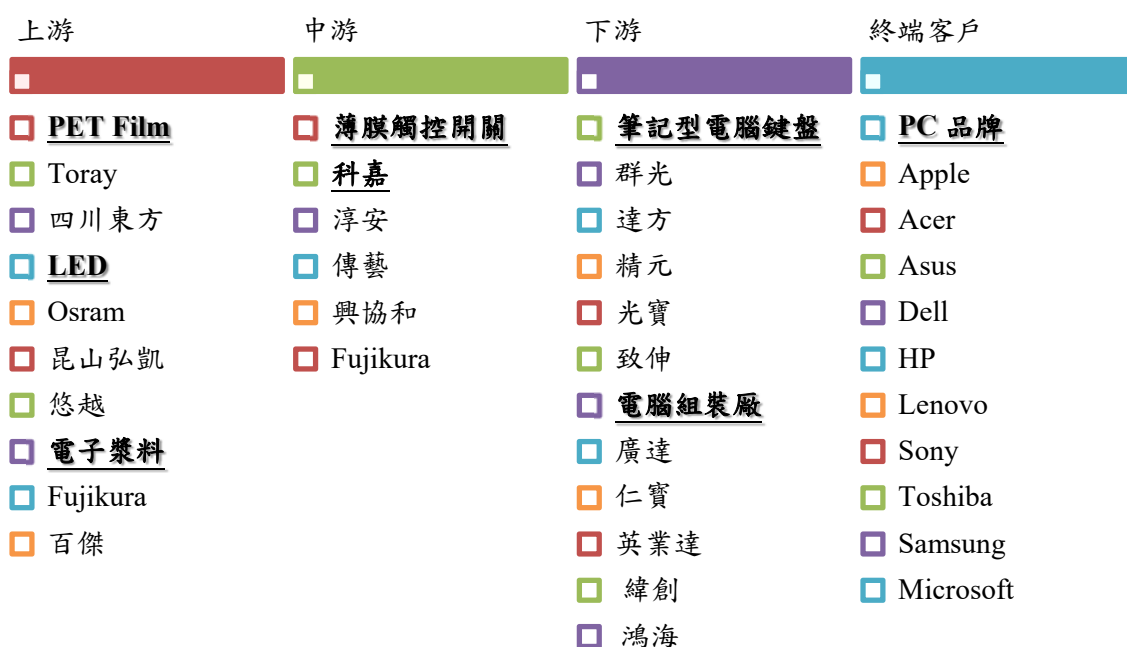 上游
PET Film
Toray
四川東方
LED
Osram
昆山弘凱
悠越
電子漿料
Fujikura
百傑
中游
薄膜觸控開關
科嘉
淳安
傳藝
興協和
Fujikura
下游
筆記型電腦鍵盤
群光
達方
精元
光寶
致伸
電腦組裝廠
廣達
仁寶
英業達
緯創
鴻海
終端客戶
PC 品牌
Apple
Acer
Asus
Dell
HP
Lenovo
Sony
Toshiba
Samsung
Microsoft